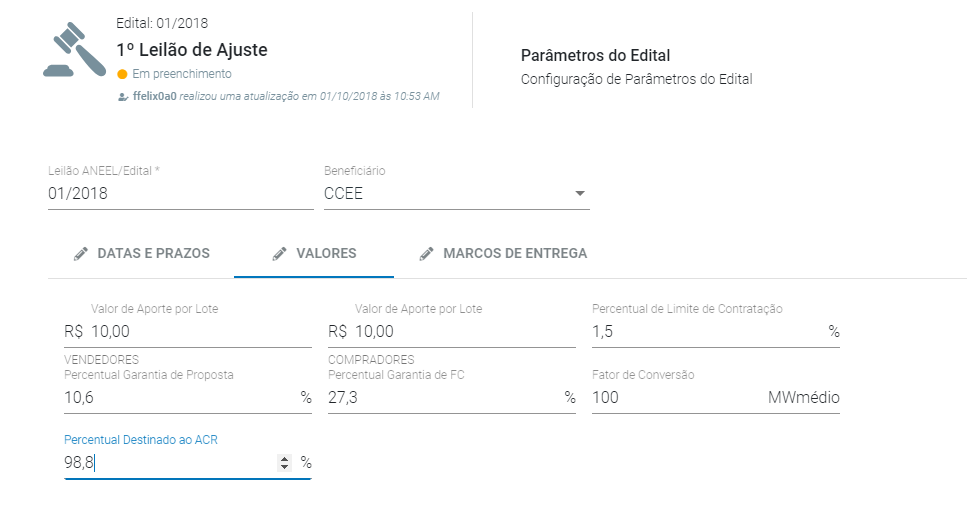 Edital: 01/2018
1º Leilão de Ajuste
Em preenchimento
ffelix0a0 realizou uma atualização em 01/10/2018 às 10:53 AM
Parâmetros do Edital
Configuração de Parâmetros do Edital
Leilão ANEEL/Edital *
01/2018
Beneficiário
CCEE
DATAS E PRAZOS
VALORES
MARCOS DE ENTREGA
Valor de Aporte por Lote
R$ 10,00
VENDEDORES
Valor de Aporte por Lote
R$ 10,00
COMPRADORES
Percentual de Limite de Contratação
1,5 %
Percentual Garantia de Proposta
10,6 %
Percentual Garantia de FC
27,3 %
Fator de Conversão
100 MWmédio
Percentual Destinado ao ACR
98,8 %